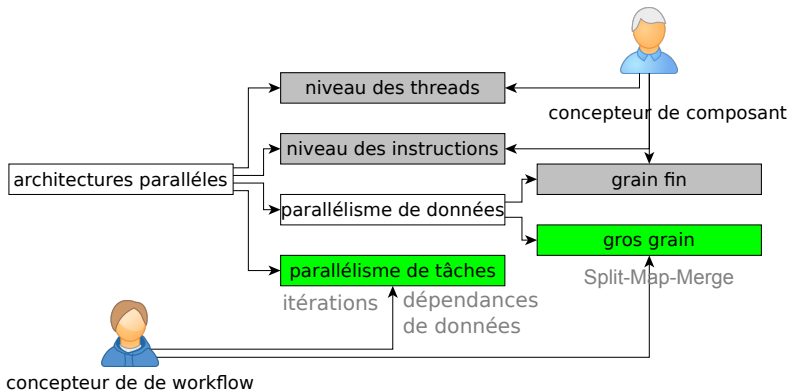 niveau des threads
concepteur de composant
niveau des instructions
architectures paralléles
grain fin
parallélisme de données
gros grain
parallélisme de tâches
Split-Map-Merge
itérations
dépendances
de données
concepteur de de workflow